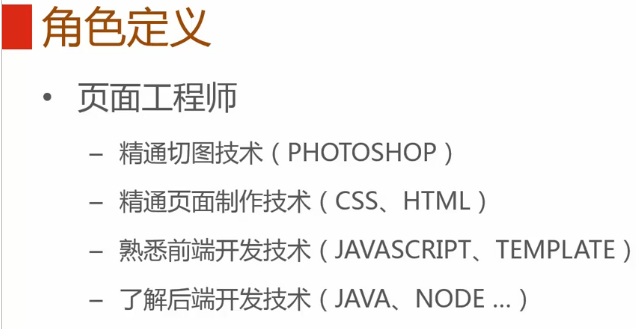 角色定义
• 页面工程师
– 精通切图技术（PHOTOSHOP）
– 精通页面制作技术（CSS、HTML）
– 熟悉前端开发技术（JAVASCRIPT、TEMPLATE）
– 了解后端开发技术（JAVA、NODE ...）